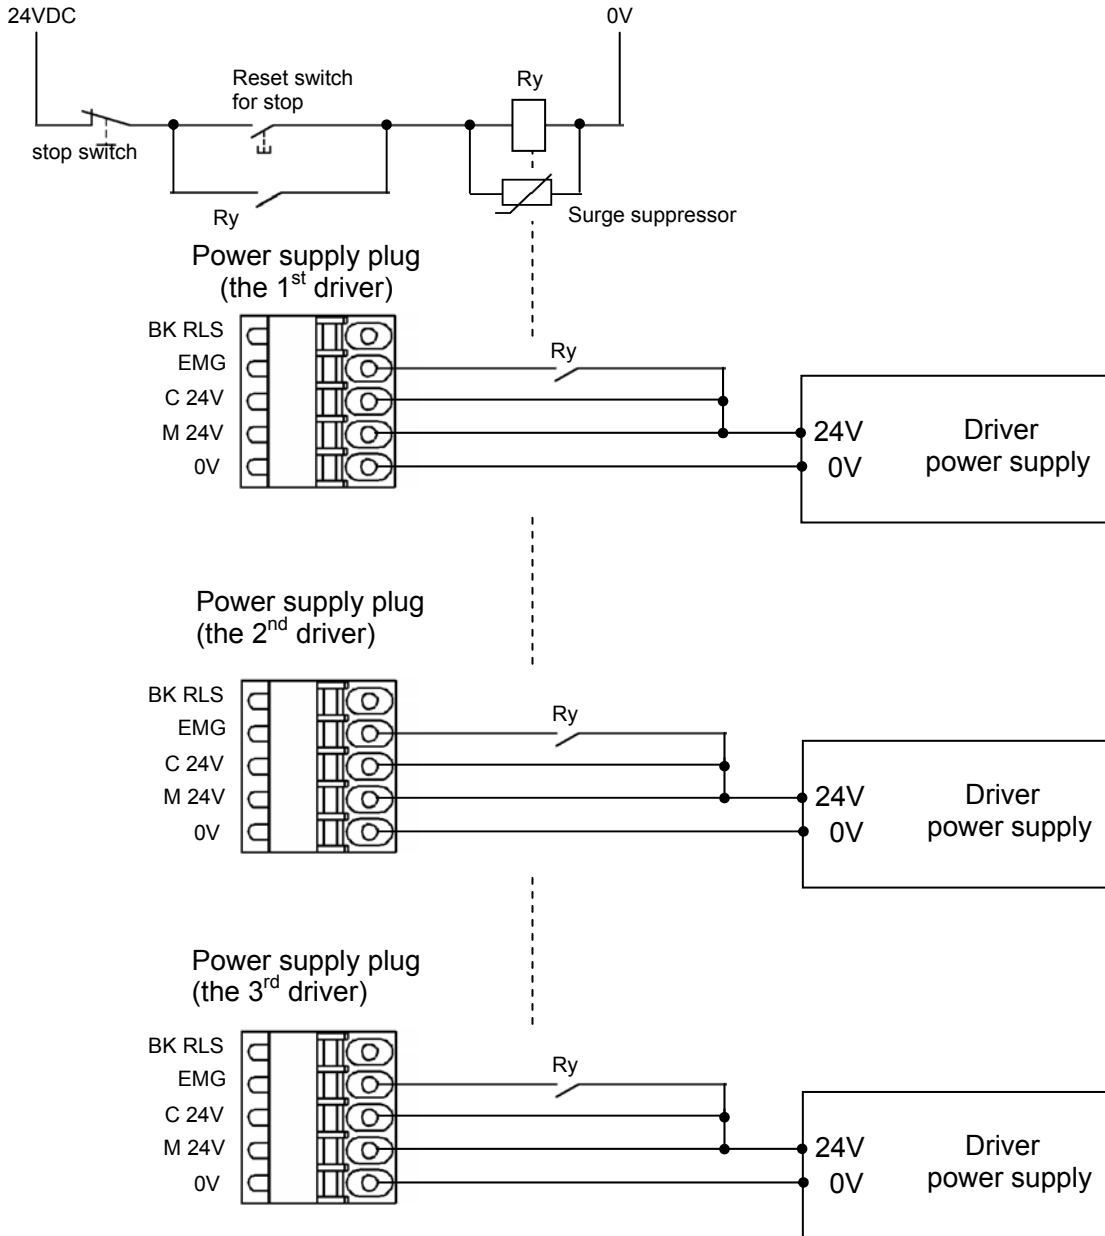 24VDC
0V
Reset switch
for stop
Ry
stop switch
Ry
Surge suppressor
Power supply plug
(the 1st driver)
BK RLS
EMG
C 24V
M 24V
0V
Ry
24V
0V
Driver
power supply
Power supply plug
(the 2nd driver)
BK RLS
EMG
C 24V
M 24V
0V
Ry
24V
0V
Driver
power supply
Power supply plug
(the 3rd driver)
BK RLS
EMG
C 24V
M 24V
0V
Ry
24V
0V
Driver
power supply